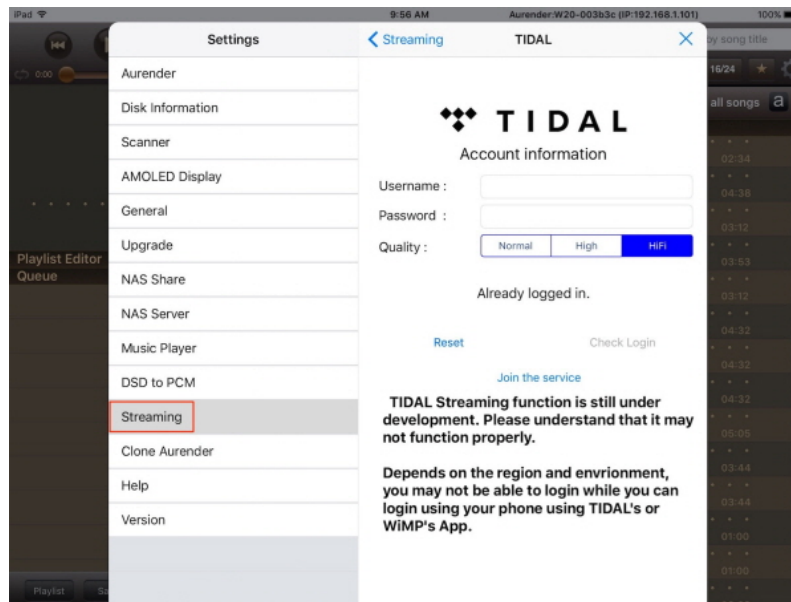 iPad 9:56 AM Aurender:W20-003b3c (IP:192.168.1.101) 100%
Settings
Streaming TIDAL
by song title
0:00
16/24
all songs a
Aurender
Disk Information
Scanner
AMOLED Display
General
Upgrade
NAS Share
NAS Server
Music Player
DSD to PCM
Streaming
Clone Aurender
Help
Version
Playlist Editor
Queue
Playlist
TIDAL
Account information
Username :
Password :
Quality : Normal High HiFi
Already logged in.
Reset Check Login
Join the service
TIDAL Streaming function is still under
development. Please understand that it may
not function properly.
Depends on the region and envrionment,
you may not be able to login while you can
login using your phone using TIDAL's or
WiMP's App.
02:34
04:38
03:12
03:53
03:12
04:32
04:32
04:32
05:05
03:44
03:44
01:00
01:00